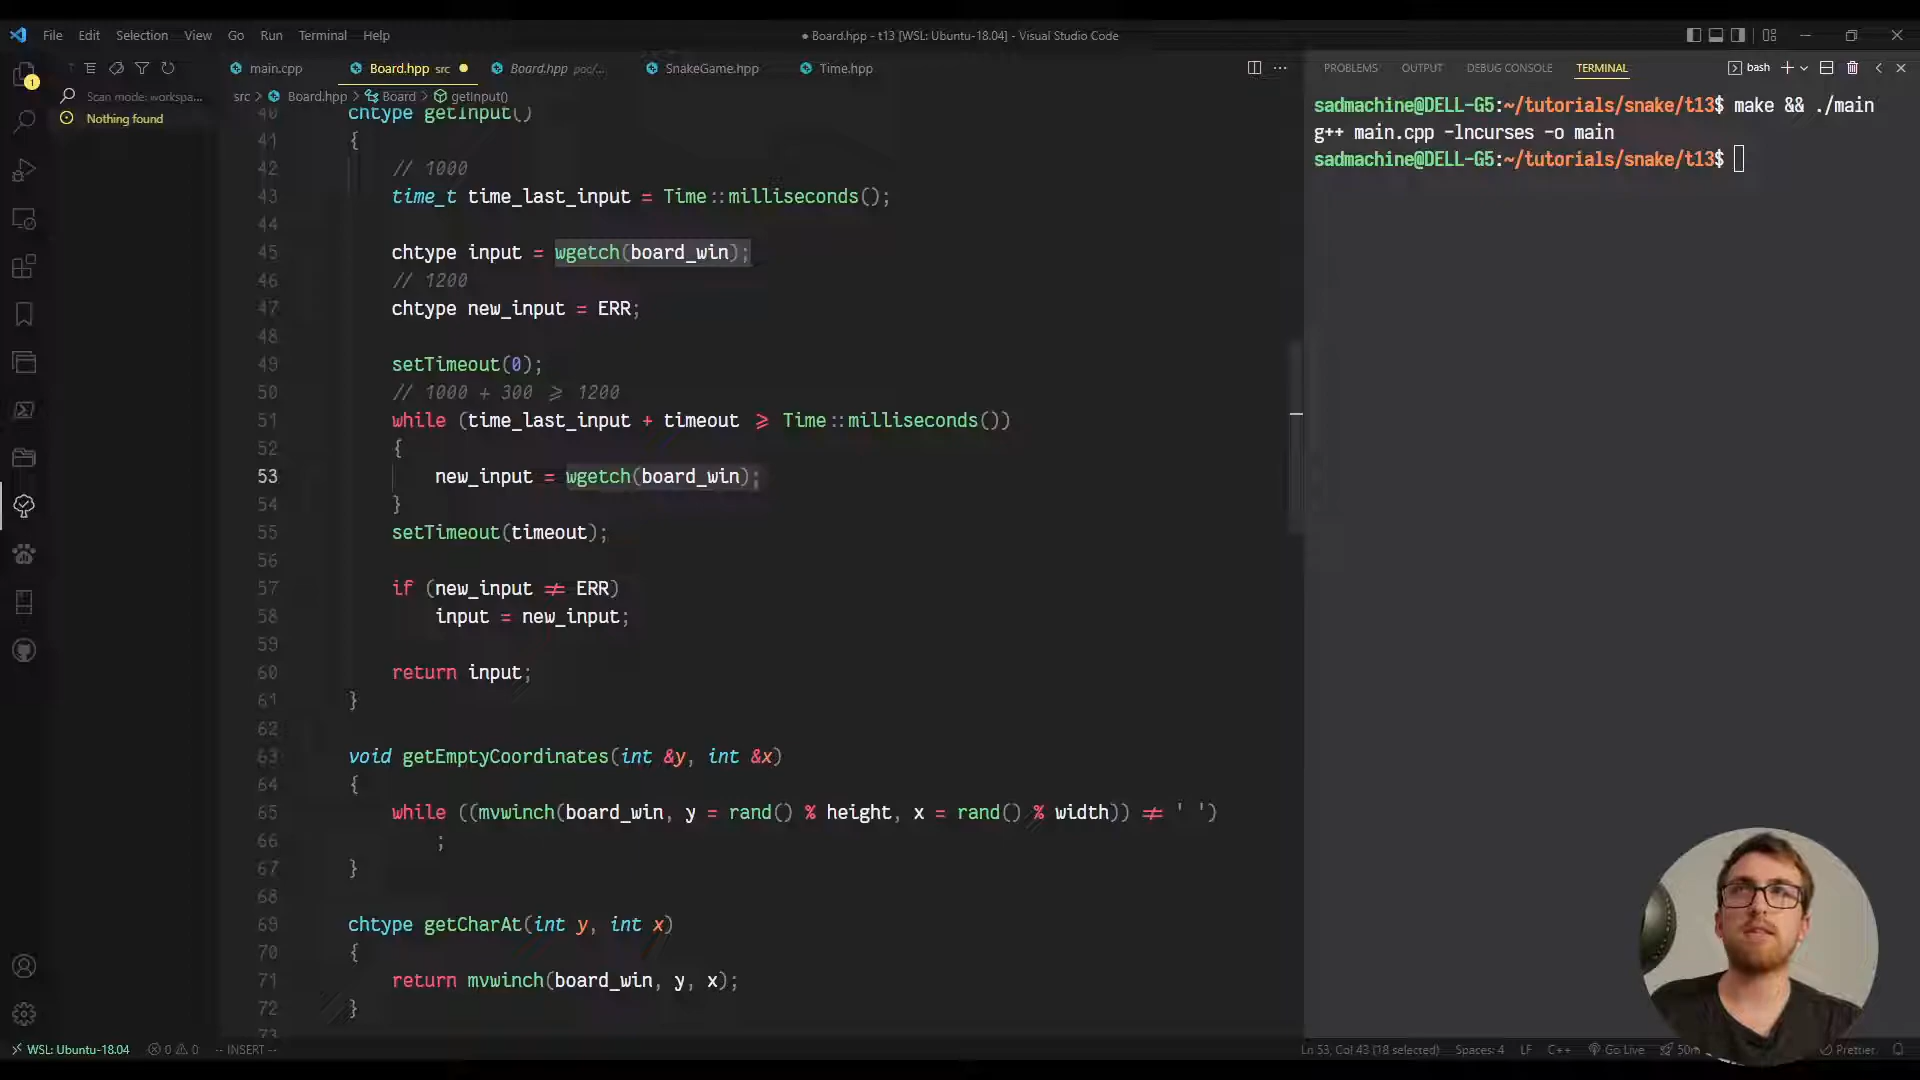 File Edit Selection View Go Run Terminal Help
● Board.hpp - t13 [WSL: Ubuntu-18.04] - Visual Studio Code
main.cpp
Board.hpp src ●
Board.hpp poc/...
SnakeGame.hpp
Time.hpp
PROBLEMS OUTPUT DEBUG CONSOLE TERMINAL
bash
1
Scan mode: workspa...
Nothing found
src > Board.hpp > Board > getInput()
40 chtype getInput()
41 {
42 // 1000
43 time_t time_last_input = Time::milliseconds();
44
45 chtype input = wgetch(board_win);
46 // 1200
47 chtype new_input = ERR;
48
49 setTimeout(0);
50 // 1000 + 300 ≥ 1200
51 while (time_last_input + timeout ≥ Time::milliseconds())
52 {
53 new_input = wgetch(board_win);
54 }
55 setTimeout(timeout);
56
57 if (new_input ≠ ERR)
58 input = new_input;
59
60 return input;
61 }
62
63 void getEmptyCoordinates(int &y, int &x)
64 {
65 while ((mvwinch(board_win, y = rand() % height, x = rand() % width)) ≠ ' ')
66 ;
67 }
68
69 chtype getCharAt(int y, int x)
70 {
71 return mvwinch(board_win, y, x);
72 }
73
sadmachine@DELL-G5:~/tutorials/snake/t13$ make && ./main
g++ main.cpp -lncurses -o main
sadmachine@DELL-G5:~/tutorials/snake/t13$
WSL: Ubuntu-18.04
0 0
-- INSERT --
Ln 53, Col 43 (18 selected) Spaces: 4 LF C++ Go Live
Prettier